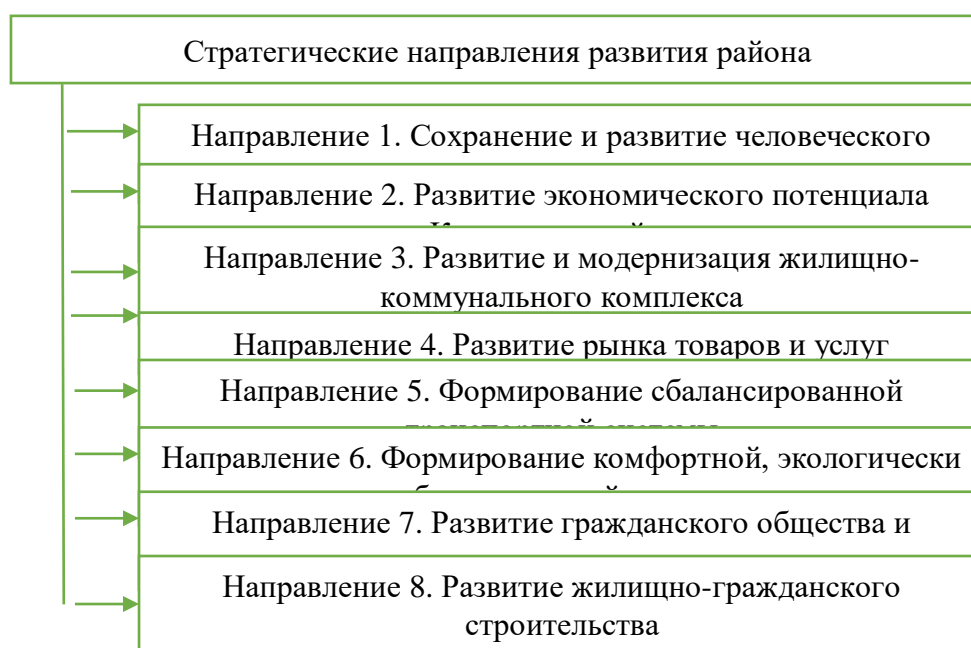 Стратегические направления развития района
Направление 1. Сохранение и развитие человеческого
Направление 2. Развитие экономического потенциала
Направление 3. Развитие и модернизация жилищно-
коммунального комплекса
Направление 4. Развитие рынка товаров и услуг
Направление 5. Формирование сбалансированной
транспортной системы
Направление 6. Формирование комфортной, экологически
Направление 7. Развитие гражданского общества и
Направление 8. Развитие жилищно-гражданского
строительства